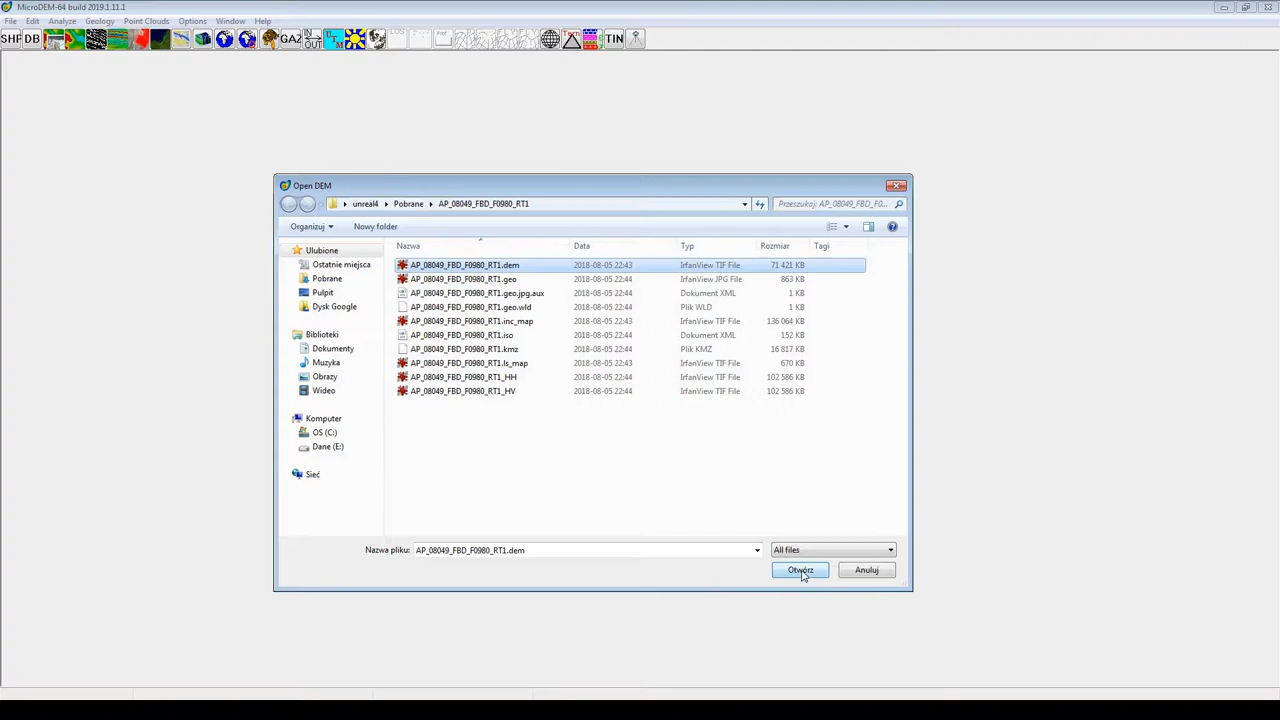 MicroDEM-64 build 2019.1.11.1
File Edit Analyze Geology Point Clouds Options Window Help
SHF DB GA2 IN OUT UTM TIN
Open DEM
unreal4 Pobrane AP_08049_FBD_F0980_RT1 Przeszukaj: AP_08049_FBD_F0...
Organizuj New folder
Ulubione
Ostatnie miejsca
Pobrane
Pulpit
Dysk Google
Biblioteki
Dokumenty
Muzyka
Obrazy
Wideo
Komputer
OS (C:)
Dane (E:)
Sieć
Nazwa Data Typ Rozmiar Tagi
AP_08049_FBD_F0980_RT1.dem 2018-08-05 22:43 IrfanView TIF File 71 421 KB
AP_08049_FBD_F0980_RT1.geo 2018-08-05 22:44 IrfanView JPG File 863 KB
AP_08049_FBD_F0980_RT1.geo.jpg.aux 2018-08-05 22:44 Dokument XML 1 KB
AP_08049_FBD_F0980_RT1.geo.wld 2018-08-05 22:44 Plik WLD 1 KB
AP_08049_FBD_F0980_RT1.inc_map 2018-08-05 22:43 IrfanView TIF File 136 064 KB
AP_08049_FBD_F0980_RT1.iso 2018-08-05 22:44 Dokument XML 152 KB
AP_08049_FBD_F0980_RT1.kmz 2018-08-05 22:44 Plik KMZ 16 817 KB
AP_08049_FBD_F0980_RT1.ls_map 2018-08-05 22:43 IrfanView TIF File 670 KB
AP_08049_FBD_F0980_RT1_HH 2018-08-05 22:44 IrfanView TIF File 102 586 KB
AP_08049_FBD_F0980_RT1_HV 2018-08-05 22:44 IrfanView TIF File 102 586 KB
Nazwa pliku: AP_08049_FBD_F0980_RT1.dem All files
Otwórz Anuluj